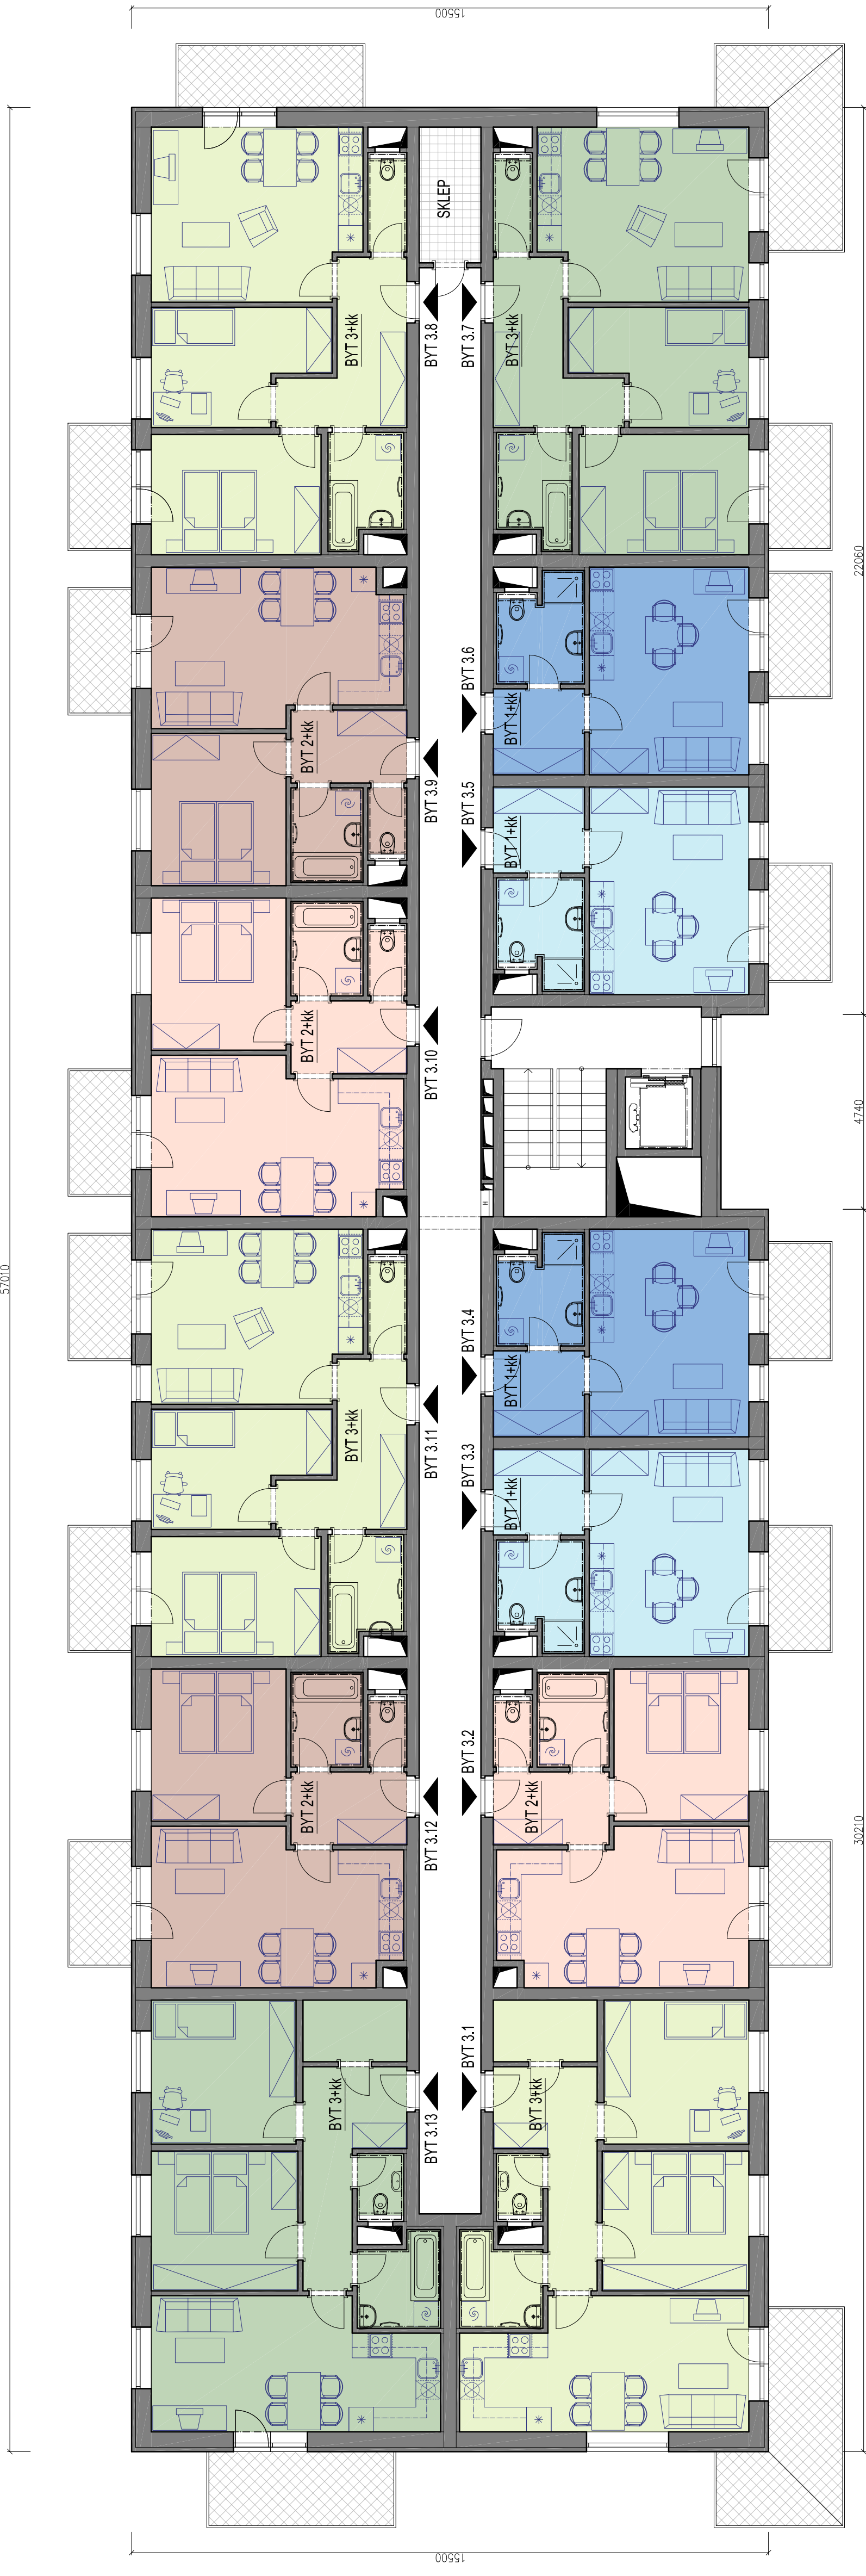 15500
SKLEP
BYT 3+kk
BYT 3.8
BYT 3.7
BYT 3+kk
22060
BYT 3.6
BYT 1+kk
BYT 2+kk
BYT 3.9
BYT 3.5
BYT 1+kk
BYT 2+kk
BYT 3.10
4740
H
57010
BYT 3.4
BYT 1+kk
BYT 3+kk
BYT 3.11
BYT 3.3
BYT 1+kk
BYT 3.2
BYT 2+kk
BYT 3.12
BYT 2+kk
30210
BYT 3.1
BYT 3+kk
BYT 3.13
BYT 3+kk
15500